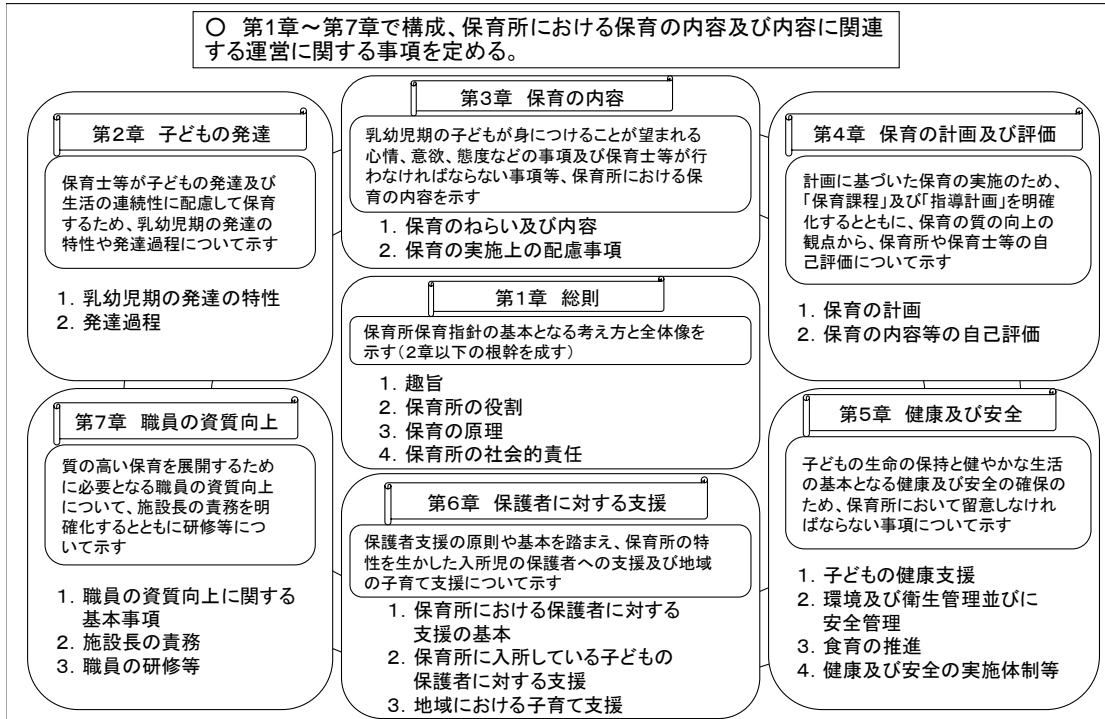 ○　第1章～第7章で構成、保育所における保育の内容及び内容に関連
する運営に関する事項を定める。
第2章 子どもの発達
保育士等が子どもの発達及び
生活の連続性に配慮して保育
するため、乳幼児期の発達の
特性や発達過程について示す
1．乳幼児期の発達の特性
2．発達過程
第3章 保育の内容
乳幼児期の子どもが身につけることが望まれる
心情、意欲、態度などの事項及び保育士等が行
わなければならない事項等、保育所における保
育の内容を示す
1．保育のねらい及び内容
2．保育の実施上の配慮事項
第4章 保育の計画及び評価
計画に基づいた保育の実施のため、
「保育課程」及び「指導計画」を明確
化するとともに、保育の質の向上の
観点から、保育所や保育士等の自
己評価について示す
1．保育の計画
2．保育の内容等の自己評価
第1章 総則
保育所保育指針の基本となる考え方と全体像を
示す（2章以下の根幹を成す）
1．趣旨
2．保育所の役割
3．保育の原理
4．保育所の社会的責任
第7章 職員の資質向上
質の高い保育を展開するため
に必要となる職員の資質向上
について、施設長の責務を明
確化するとともに研修等につ
いて示す
1．職員の資質向上に関する
基本事項
2．施設長の責務
3．職員の研修等
第6章 保護者に対する支援
保護者支援の原則や基本を踏まえ、保育所の特
性を生かした入所児の保護者への支援及び地域
の子育て支援について示す
1．保育所における保護者に対する
支援の基本
2．保育所に入所している子どもの
保護者に対する支援
3．地域における子育て支援
第5章 健康及び安全
子どもの生命の保持と健やかな生活
の基本となる健康及び安全の確保の
ため、保育所において留意しなけれ
ばならない事項について示す
1．子どもの健康支援
2．環境及び衛生管理並びに
安全管理
3．食育の推進
4．健康及び安全の実施体制等